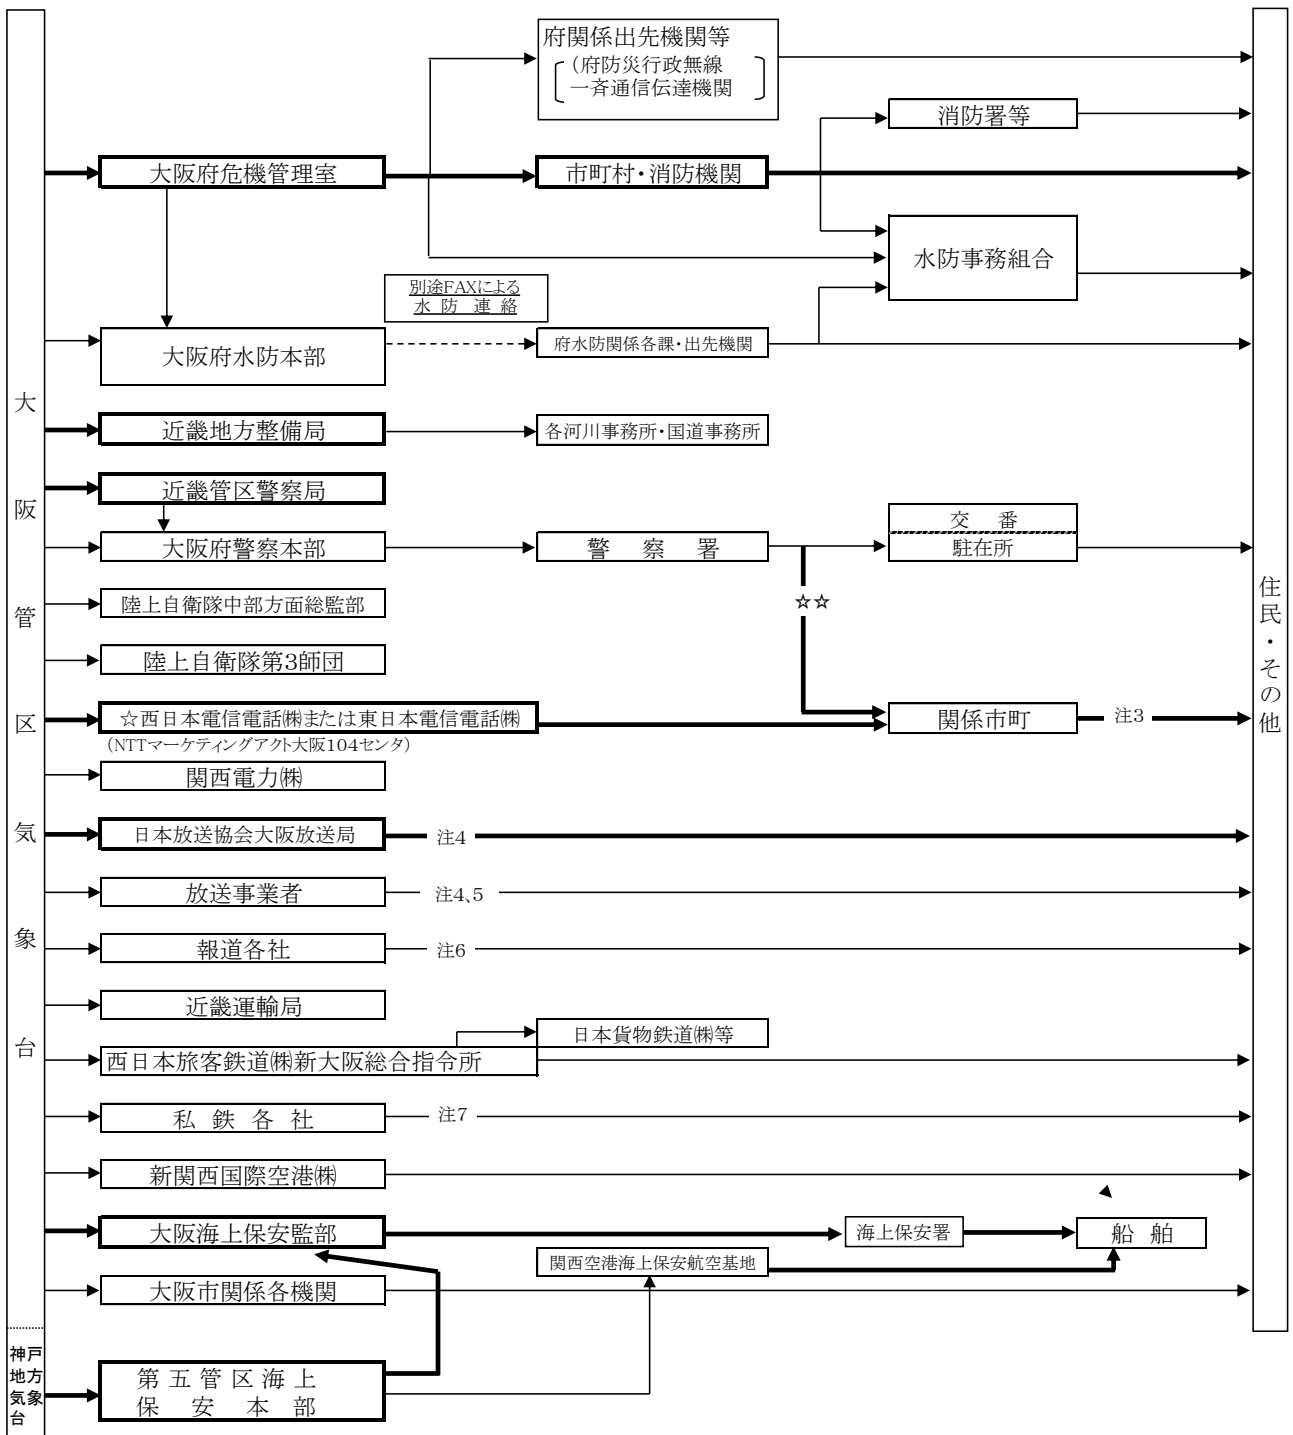 府関係出先機関等
（府防災行政無線
一斉通信伝達機関
消防署等
大阪府危機管理室
市町村・消防機関
水防事務組合
別途FAXによる
水 防 連 絡
大阪府水防本部
府水防関係各課・出先機関
近畿地方整備局
各河川事務所・国道事務所
近畿管区警察局
大阪府警察本部
警 察 署
交 番
駐在所
☆☆
陸上自衛隊中部方面総監部
陸上自衛隊第3師団
☆西日本電信電話㈱または東日本電信電話㈱
（NTTマーケティングアクト大阪104センタ）
関係市町
注3
関西電力㈱
日本放送協会大阪放送局
注4
放送事業者
注4、5
報道各社
注6
近畿運輸局
日本貨物鉄道㈱等
西日本旅客鉄道㈱新大阪総合指令所
私 鉄 各 社
注7
新関西国際空港㈱
大阪海上保安監部
海上保安署
船 舶
関西空港海上保安航空基地
大阪市関係各機関
第 五 管 区 海 上
保 安 本 部
大阪管区気象台
神戸
地方
気象
台
住民・その他